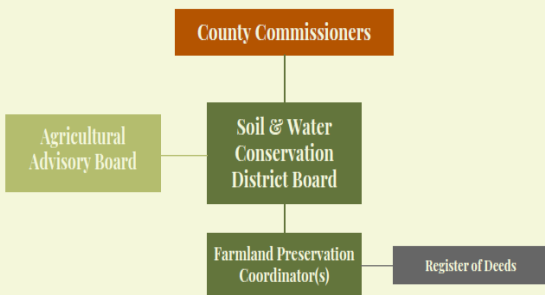 County Commissioners
Agricultural
Advisory Board
Soil & Water
Conservation
District Board
Farmland Preservation
Coordinator(s)
Register of Deeds